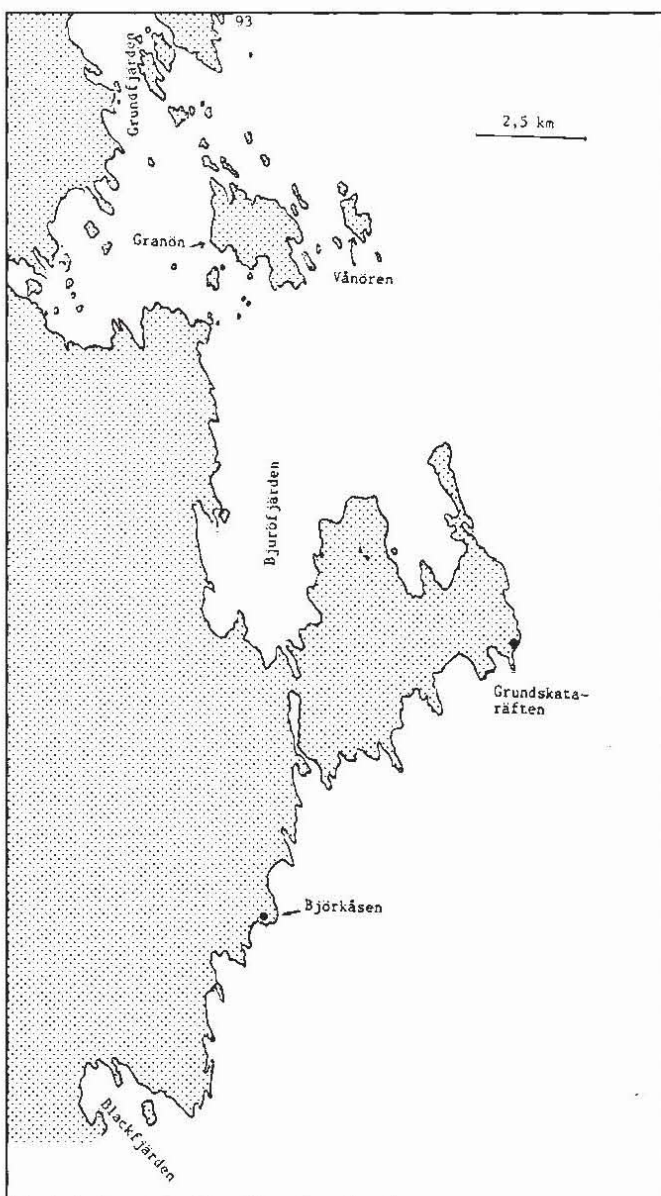 93
Grundfjärden
2,5 km
Granön
Vånören
Bjuröfjärden
Grundskata-
räften
Björkåsen
Blackfjärden